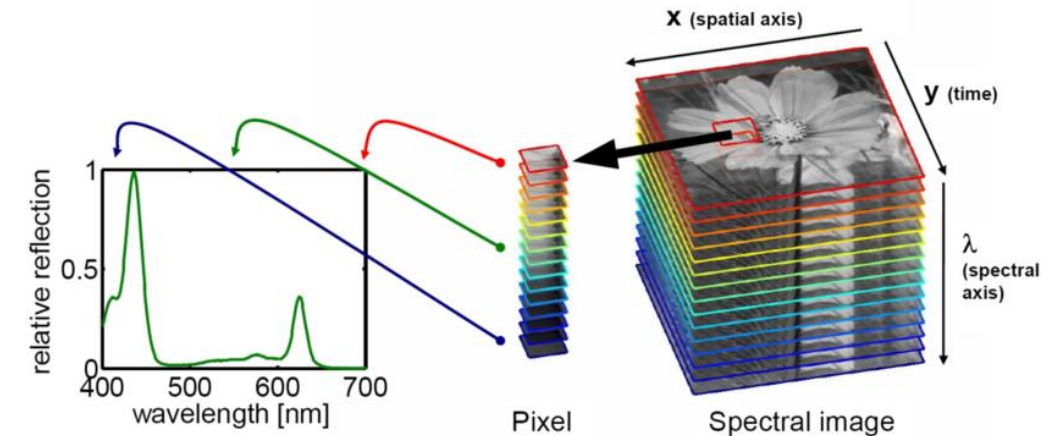 x (spatial axis)
y (time)
λ
(spectral
axis)
1
0.5
0
relative reflection
400 500 600 700
wavelength [nm]
Pixel
Spectral image